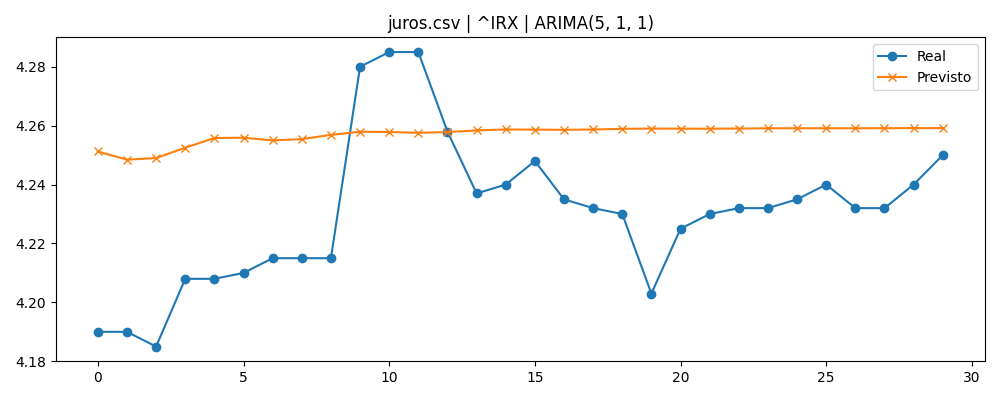 juros.csv | ^IRX | ARIMA(5, 1, 1)
Real
Previsto
4.28
4.26
4.24
4.22
4.20
4.18
0 5 10 15 20 25 30